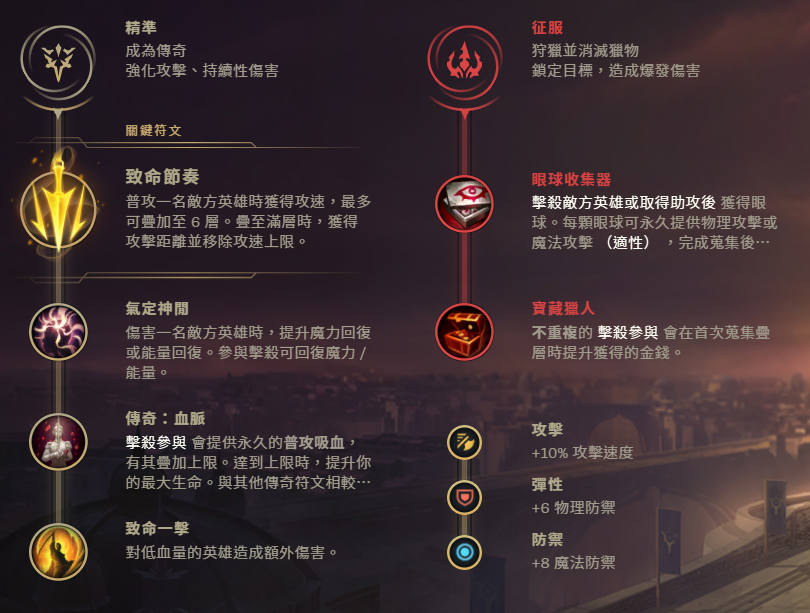 精準
成為傳奇
強化攻擊、持續性傷害
關鍵符文
致命節奏
普攻一名敵方英雄時獲得攻速，最多
可疊加至 6 層。疊至滿層時，獲得
攻擊距離並移除攻速上限。
氣定神閒
傷害一名敵方英雄時，提升魔力回復
或能量回復。參與擊殺可回復魔力 /
能量。
傳奇：血脈
擊殺參與 會提供永久的普攻吸血，
有其疊加上限。達到上限時，提升你
的最大生命。與其他傳奇符文相較…
致命一擊
對低血量的英雄造成額外傷害。
征服
狩獵並消滅獵物
鎖定目標，造成爆發傷害
眼球收集器
擊殺敵方英雄或取得助攻後 獲得眼
球。每顆眼球可永久提供物理攻擊或
魔法攻擊 （適性） ，完成蒐集後…
寶藏獵人
不重複的 擊殺參與 會在首次蒐集疊
層時提升獲得的金錢。
攻擊
+10% 攻擊速度
彈性
+6 物理防禦
防禦
+8 魔法防禦